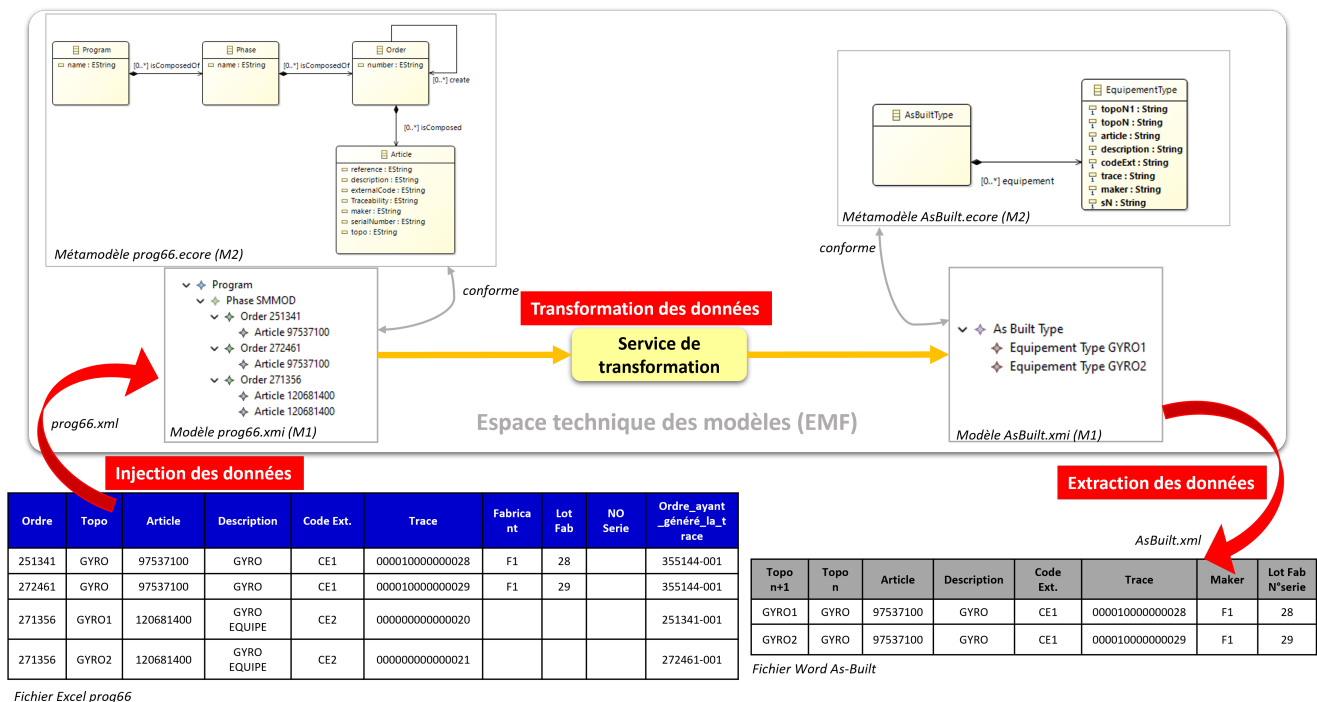 Program
name : EString
[0..*] isComposedOf
Phase
name : EString
[0..*] isComposedOf
Order
number : EString
[0..*] create
[0..*] isComposed
Article
reference : EString
description : EString
externalCode : EString
Traceability : EString
maker : EString
serialNumber : EString
topo : EString
Métamodèle prog66.ecore (M2)
AsBuiltType
[0..*] equipement
EquipementType
topoN1 : String
topoN : String
article : String
description : String
codeExt : String
trace : String
maker : String
sN : String
Métamodèle AsBuilt.ecore (M2)
conforme
conforme
Program
Phase SMMOD
Order 251341
Article 97537100
Order 272461
Article 97537100
Order 271356
Article 120681400
Article 120681400
Modèle prog66.xmi (M1)
Transformation des données
Service de
transformation
As Built Type
Equipement Type GYRO1
Equipement Type GYRO2
Modèle AsBuilt.xmi (M1)
Espace technique des modèles (EMF)
prog66.xml
Injection des données
Extraction des données
AsBuilt.xml
Ordre Topo Article Description Code Ext. Trace Fabrica
nt Lot
Fab NO
Serie Ordre_ayant
_généré_la_t
race
251341 GYRO 97537100 GYRO CE1 000010000000028 F1 28 355144-001
272461 GYRO 97537100 GYRO CE1 000010000000029 F1 29 355144-001
271356 GYRO1 120681400 GYRO
EQUIPE CE2 000000000000020 251341-001
271356 GYRO2 120681400 GYRO
EQUIPE CE2 000000000000021 272461-001
Fichier Excel prog66
Topo
n+1 Topo
n Article Description Code
Ext. Trace Maker Lot Fab
N°serie
GYRO1 GYRO 97537100 GYRO CE1 000010000000028 F1 28
GYRO2 GYRO 97537100 GYRO CE1 000010000000029 F1 29
Fichier Word As-Built